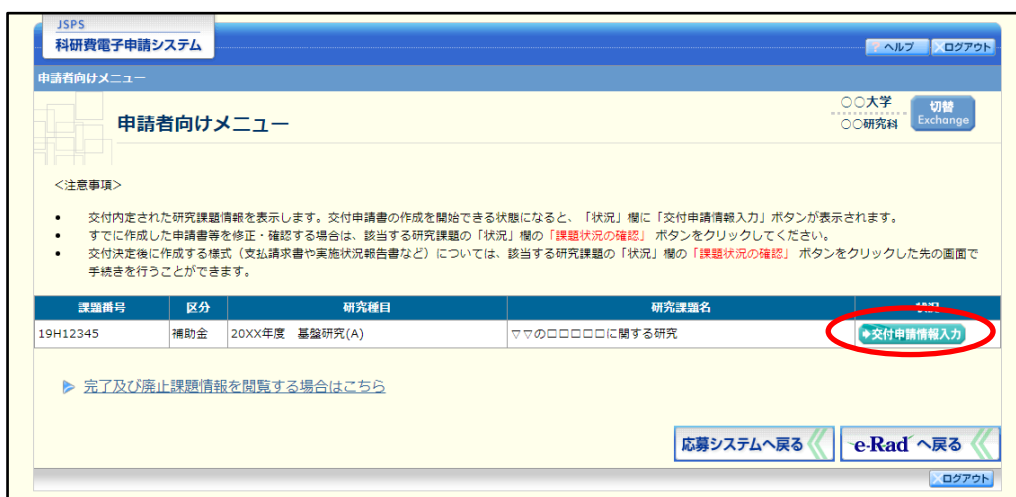 JSPS
科研費電子申請システム
? ヘルプ
ログアウト
申請者向けメニュー
申請者向けメニュー
○○大学
○○研究科
切替
Exchange
<注意事項>
• 交付内定された研究課題情報を表示します。交付申請書の作成を開始できる状態になると、「状況」欄に「交付申請情報入力」ボタンが表示されます。
• すでに作成した申請書等を修正・確認する場合は、該当する研究課題の「状況」欄の「課題状況の確認」 ボタンをクリックしてください。
• 交付決定後に作成する様式（支払請求書や実施状況報告書など）については、該当する研究課題の「状況」欄の「課題状況の確認」 ボタンをクリックした先の画面で
手続きを行うことができます。
課題番号 区分 研究種目 研究課題名 状況
19H12345 補助金 20XX年度 基盤研究(A) ▽▽の□□□□□に関する研究 交付申請情報入力
完了及び廃止課題情報を閲覧する場合はこちら
応募システムへ戻る
e-Rad へ戻る
ログアウト